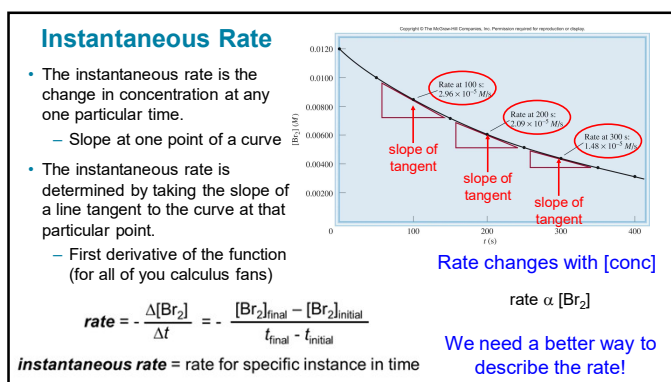 Instantaneous Rate
• The instantaneous rate is the
change in concentration at any
one particular time.
– Slope at one point of a curve
• The instantaneous rate is
determined by taking the slope of
a line tangent to the curve at that
particular point.
– First derivative of the function
(for all of you calculus fans)
rate = - Δ[Br₂] / Δt = - [Br₂]final – [Br₂]initial / tfinal - tinitial
instantaneous rate = rate for specific instance in time
Copyright © The McGraw-Hill Companies, Inc. Permission required for reproduction or display.
0.0120
0.0100
0.00800
0.00600
0.00400
0.00200
[Br₂] (M)
Rate at 100 s:
2.96 × 10⁻⁵ M/s
Rate at 200 s:
2.09 × 10⁻⁵ M/s
Rate at 300 s:
1.48 × 10⁻⁵ M/s
slope of
tangent
slope of
tangent
slope of
tangent
0
100
200
300
400
t (s)
Rate changes with [conc]
rate α [Br₂]
We need a better way to
describe the rate!